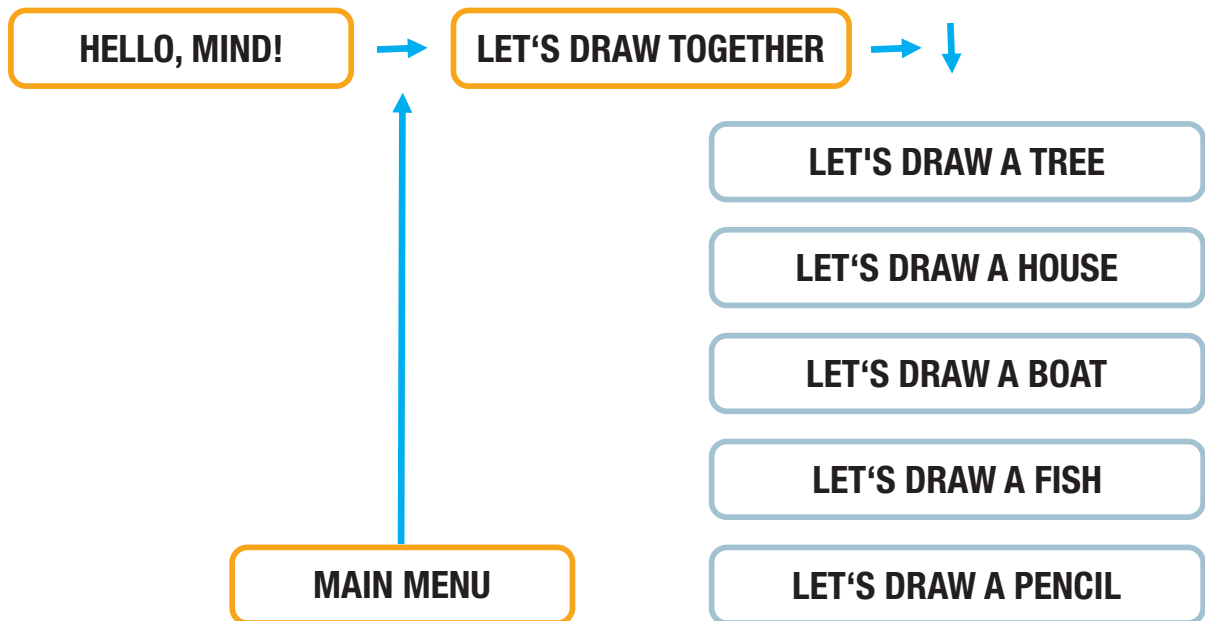 HELLO, MIND!
LET‘S DRAW TOGETHER
LET'S DRAW A TREE
LET‘S DRAW A HOUSE
LET‘S DRAW A BOAT
LET‘S DRAW A FISH
MAIN MENU
LET‘S DRAW A PENCIL